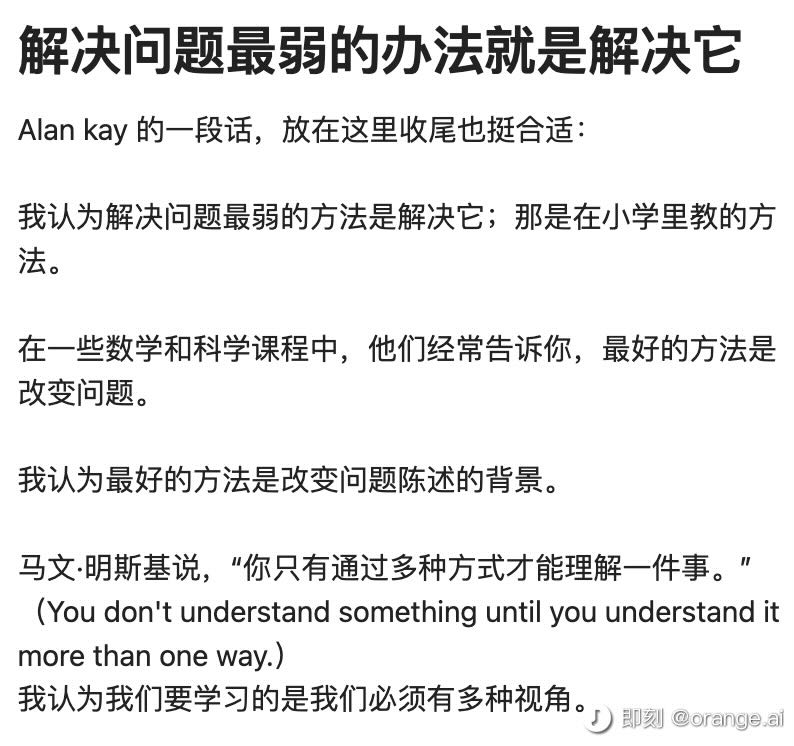 解决问题最弱的办法就是解决它
Alan kay 的一段话，放在这里收尾也挺合适：
我认为解决问题最弱的方法是解决它；那是在小学里教的方
法。
在一些数学和科学课程中，他们经常告诉你，最好的方法是
改变问题。
我认为最好的方法是改变问题陈述的背景。
马文·明斯基说，“你只有通过多种方式才能理解一件事。”
（You don't understand something until you understand it
more than one way.）
我认为我们要学习的是我们必须有多种视角。
即刻 @orange.ai